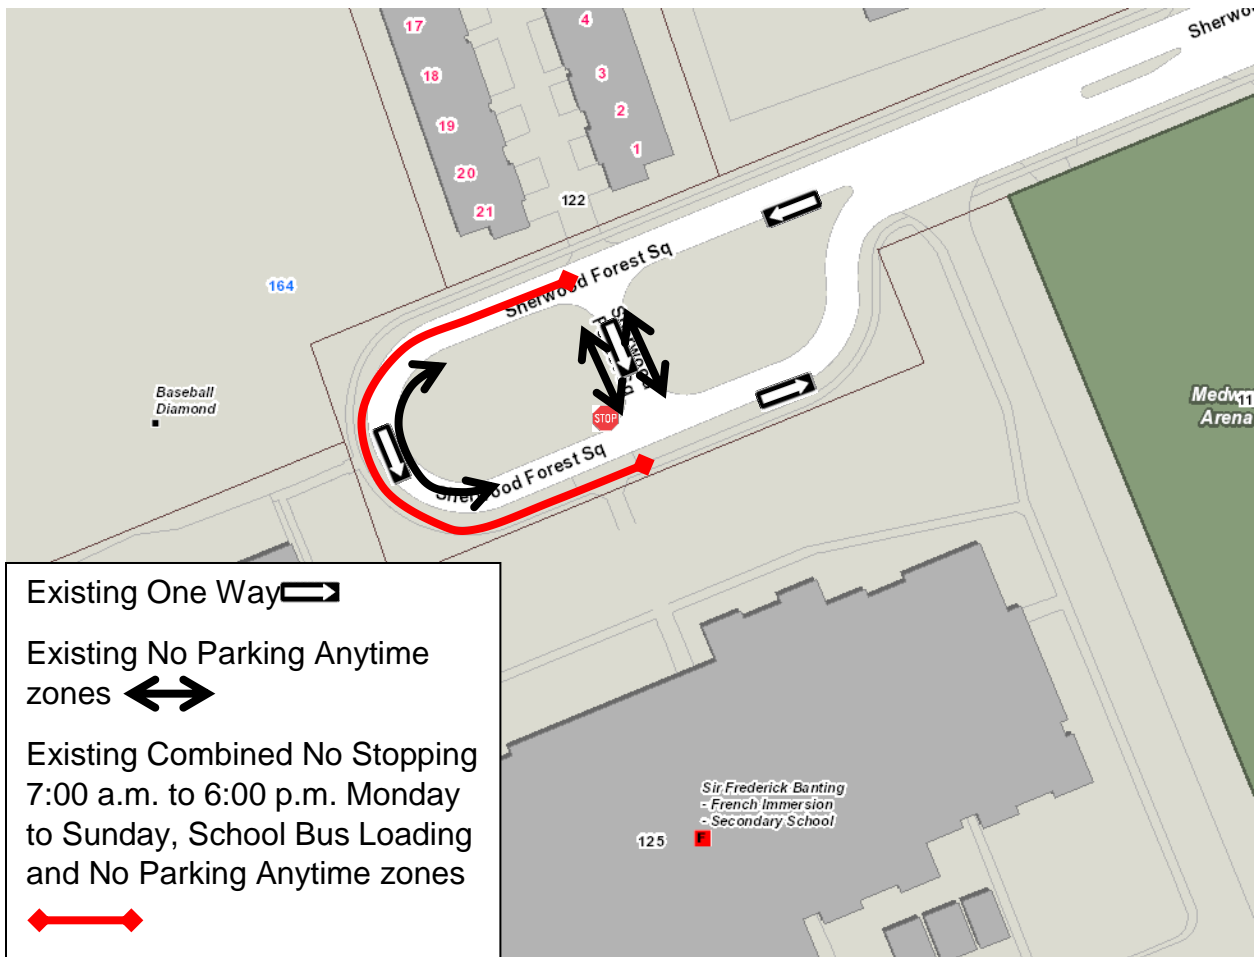 Sherwo
17
4
18
3
2
19
1
20
21
122
Sherwood Forest Sq
164
Baseball
Diamond
STOP
Medw
11
Arena
Sherwood Forest Sq
Existing One Way
Existing No Parking Anytime
zones
Existing Combined No Stopping
7:00 a.m. to 6:00 p.m. Monday
to Sunday, School Bus Loading
and No Parking Anytime zones
Sir Frederick Banting
- French Immersion
- Secondary School
125
F